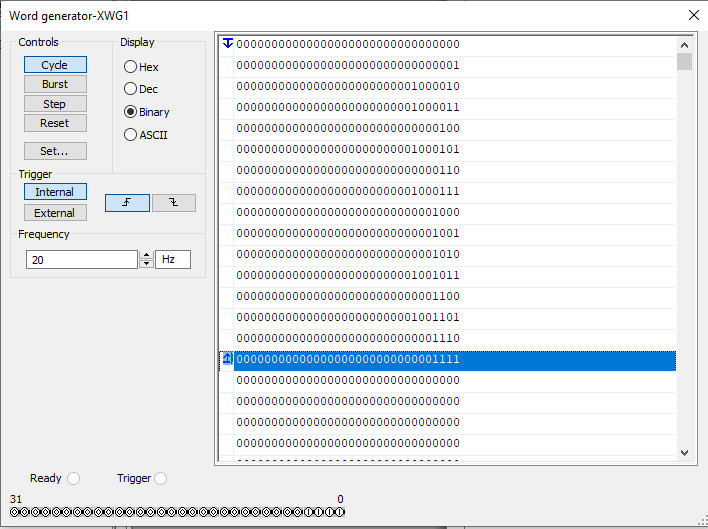 Word generator-XWG1
Controls
Cycle
Burst
Step
Reset
Set...
Display
Hex
Dec
Binary
ASCII
Trigger
Internal
External
Frequency
20
Hz
00000000000000000000000000000000
00000000000000000000000000000001
00000000000000000000000001000010
00000000000000000000000001000011
00000000000000000000000000000100
00000000000000000000000001000101
00000000000000000000000000000110
00000000000000000000000001000111
00000000000000000000000000001000
00000000000000000000000000001001
00000000000000000000000000001010
00000000000000000000000001001011
00000000000000000000000000001100
00000000000000000000000001001101
00000000000000000000000000001110
00000000000000000000000000001111
00000000000000000000000000000000
00000000000000000000000000000000
00000000000000000000000000000000
00000000000000000000000000000000
Ready
Trigger
31 0